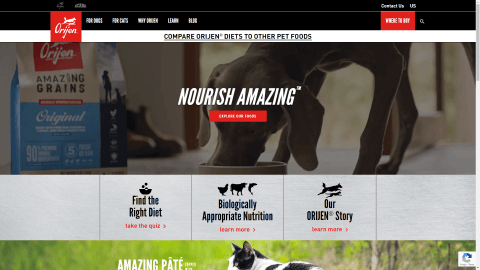 Contact Us US
Orijen
FOR DOGS FOR CATS WHY ORIJEN LEARN BLOG
WHERE TO BUY
COMPARE ORIJEN® DIETS TO OTHER PET FOODS
ORIJEN
AMAZING
GRAINS
Original
NOURISH AMAZING℠
EXPLORE OUR FOODS
Find the
Right Diet
take the quiz >
Biologically
Appropriate Nutrition
learn more >
Our
ORIJEN® Story
learn more >
AMAZING PÂTÉ